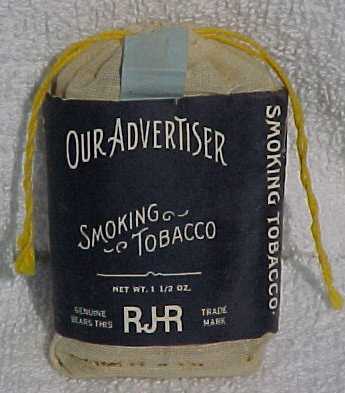 OUR ADVERTISER
SMOKING
TOBACCO
NET WT. 1 1/2 OZ.
GENUINE
BEARS THIS
RJR
TRADE
MARK
SMOKING TOBACCO.